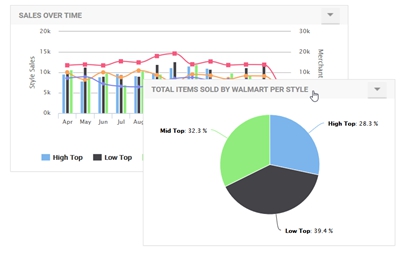 SALES OVER TIME
20k
15k
10k
5k
0k
Style Sales
30k
20k
Merchant
Apr
May
Jun
Jul
High Top
Low Top
TOTAL ITEMS SOLD BY WALMART PER STYLE
Mid Top: 32.3 %
High Top: 28.3 %
Low Top: 39.4 %